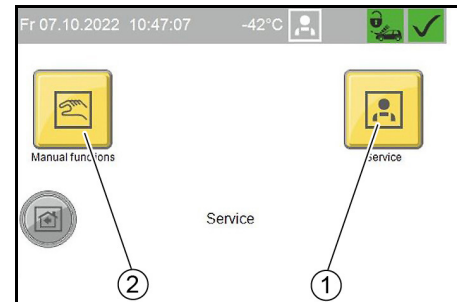 Fr 07.10.2022 10:47:07 -42°C
Manual functions
Service
Service
2
1